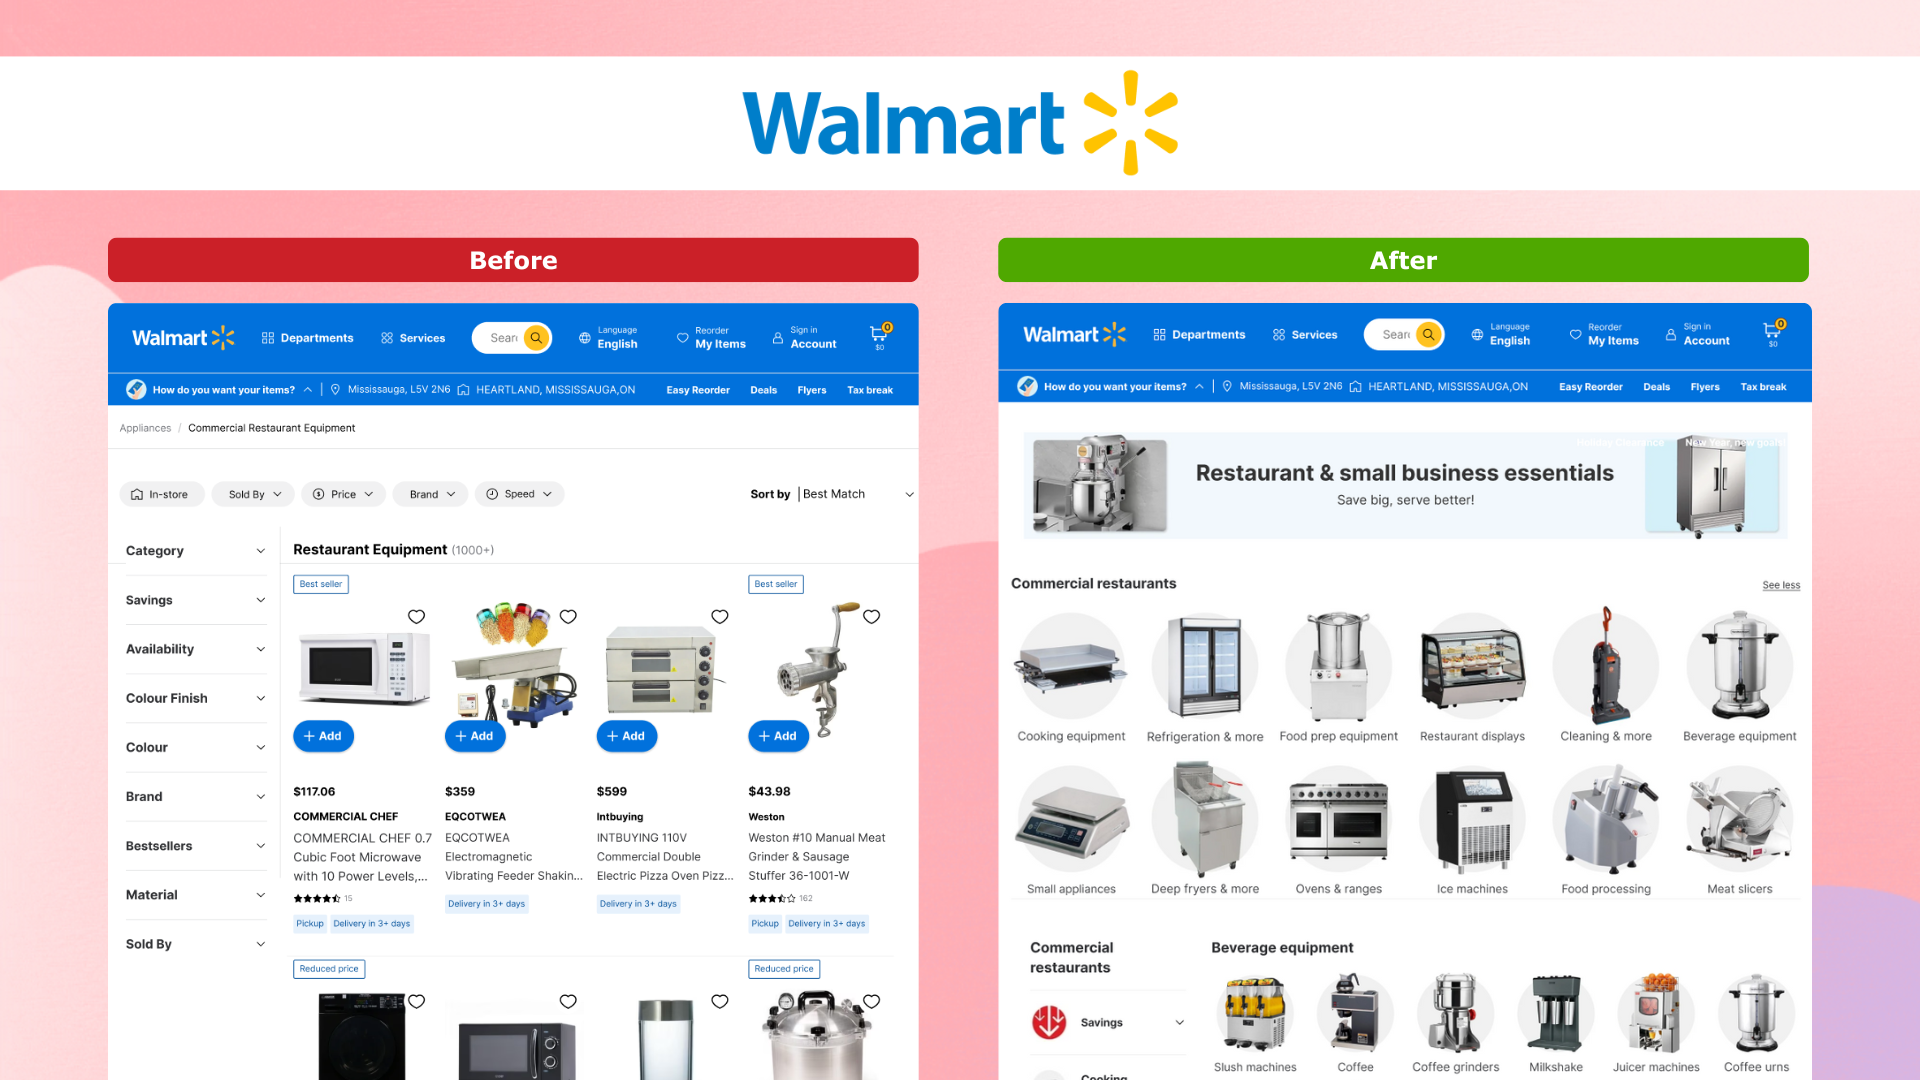 Walmart
Before
After
Walmart
Departments
Services
Searc
Language
English
Reorder
My Items
Sign in
Account
0
$0
How do you want your items?
Mississauga, L5V 2N6
HEARTLAND, MISSISSAUGA,ON
Easy Reorder
Deals
Flyers
Tax break
Appliances / Commercial Restaurant Equipment
In-store
Sold By
Price
Brand
Speed
Sort by | Best Match
Category
Savings
Availability
Colour Finish
Colour
Brand
Bestsellers
Material
Sold By
Restaurant Equipment (1000+)
Best seller
+ Add
$117.06
COMMERCIAL CHEF
COMMERCIAL CHEF 0.7
Cubic Foot Microwave
with 10 Power Levels,...
15
Pickup
Delivery in 3+ days
+ Add
$359
EQCOTWEA
EQCOTWEA
Electromagnetic
Vibrating Feeder Shakin...
Delivery in 3+ days
+ Add
$599
Intbuying
INTBUYING 110V
Commercial Double
Electric Pizza Oven Pizz...
Delivery in 3+ days
Best seller
+ Add
$43.98
Weston
Weston #10 Manual Meat
Grinder & Sausage
Stuffer 36-1001-W
162
Pickup
Delivery in 3+ days
Reduced price
Reduced price
Walmart
Departments
Services
Searc
Language
English
Reorder
My Items
Sign in
Account
0
$0
How do you want your items?
Mississauga, L5V 2N6
HEARTLAND, MISSISSAUGA,ON
Easy Reorder
Deals
Flyers
Tax break
New Year, new goals!
Restaurant & small business essentials
Save big, serve better!
Commercial restaurants
See less
Cooking equipment
Refrigeration & more
Food prep equipment
Restaurant displays
Cleaning & more
Beverage equipment
Small appliances
Deep fryers & more
Ovens & ranges
Ice machines
Food processing
Meat slicers
Commercial
restaurants
Savings
Cooking
Beverage equipment
Slush machines
Coffee
Coffee grinders
Milkshake
Juicer machines
Coffee urns